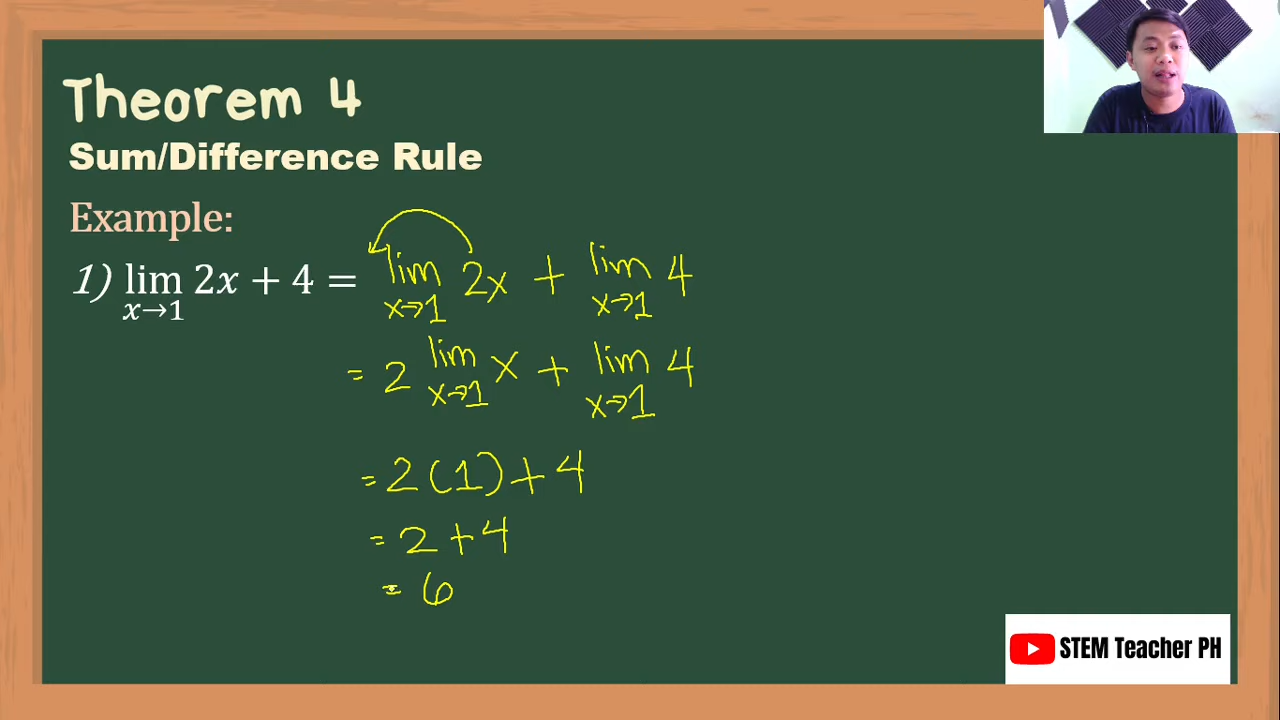 Theorem 4
Sum/Difference Rule
Example:
1) lim x→1 2x + 4 = lim x→1 2x + lim x→1 4
= 2 lim x→1 x + lim x→1 4
= 2(1) + 4
= 2 + 4
= 6
STEM Teacher PH